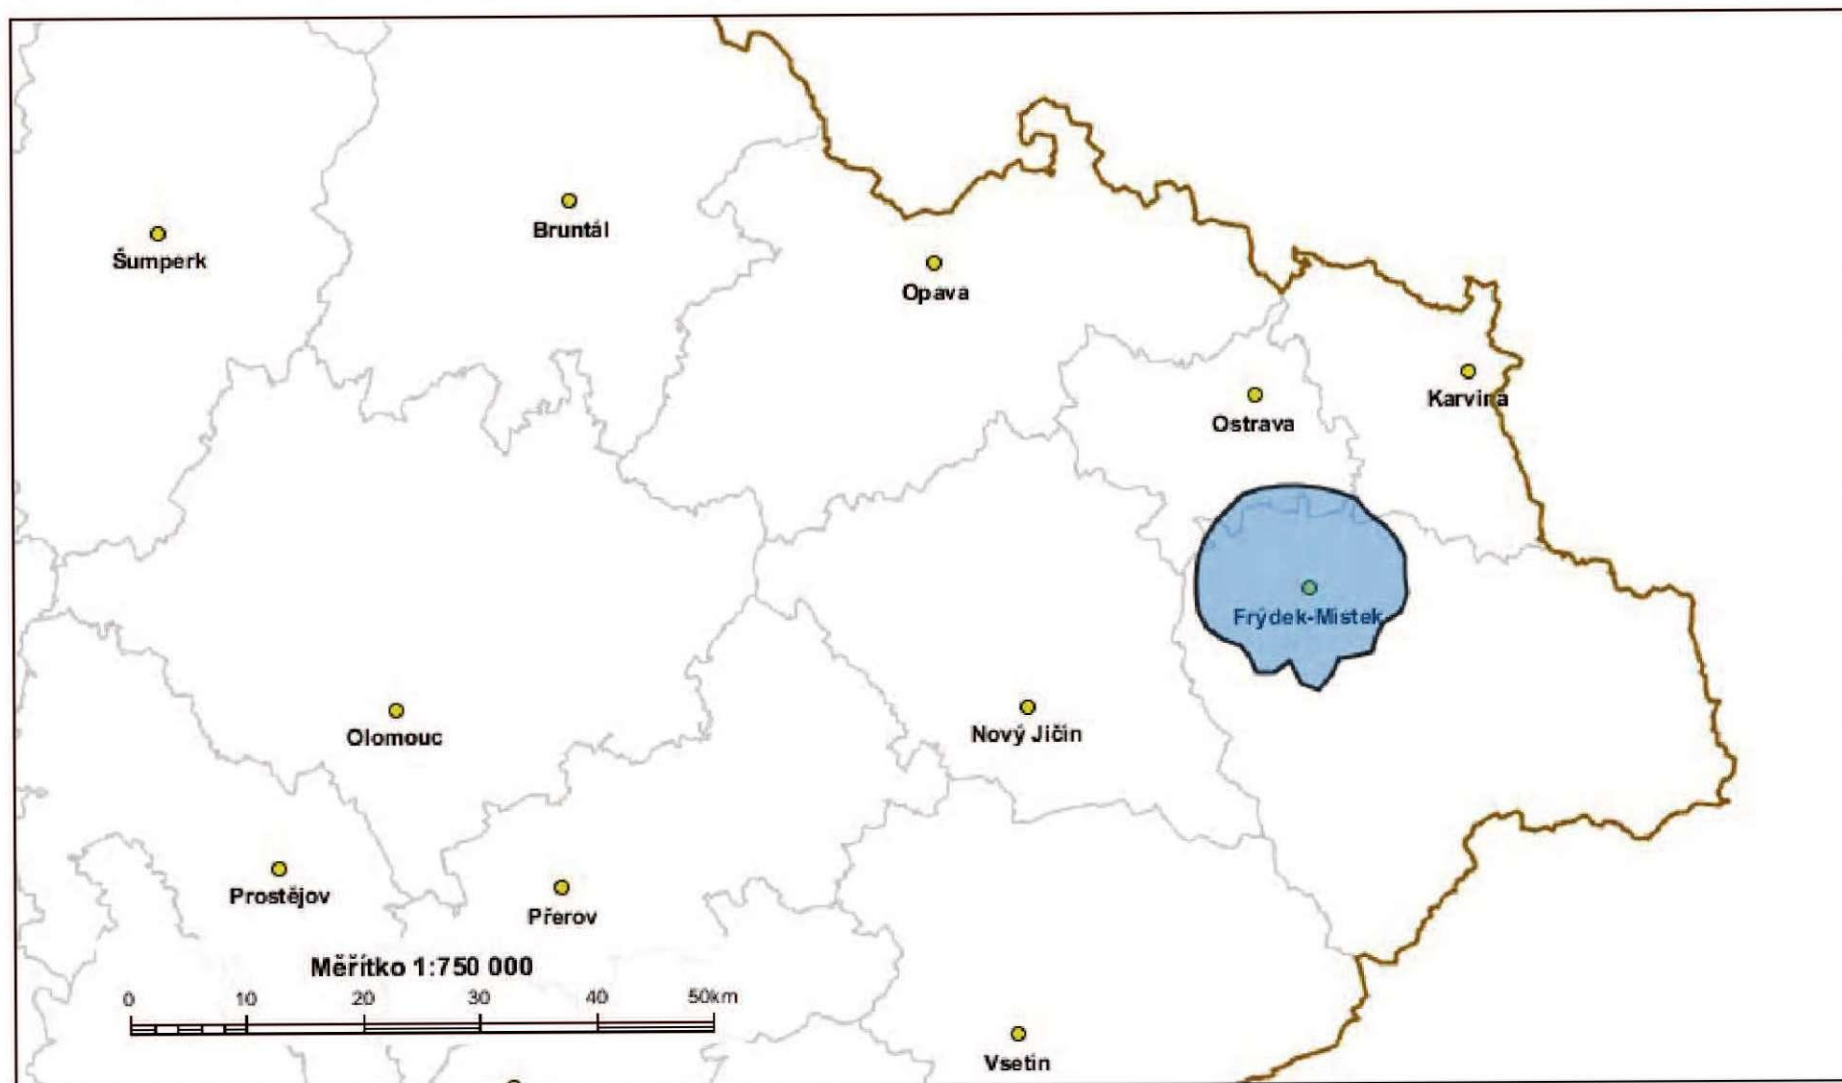 Bruntál
Šumperk
Opava
Karviná
Ostrava
Frýdek-Místek
Olomouc
Nový Jičín
Prostějov
Přerov
Měřítko 1:750 000
0 10 20 30 40 50km
Vsetín